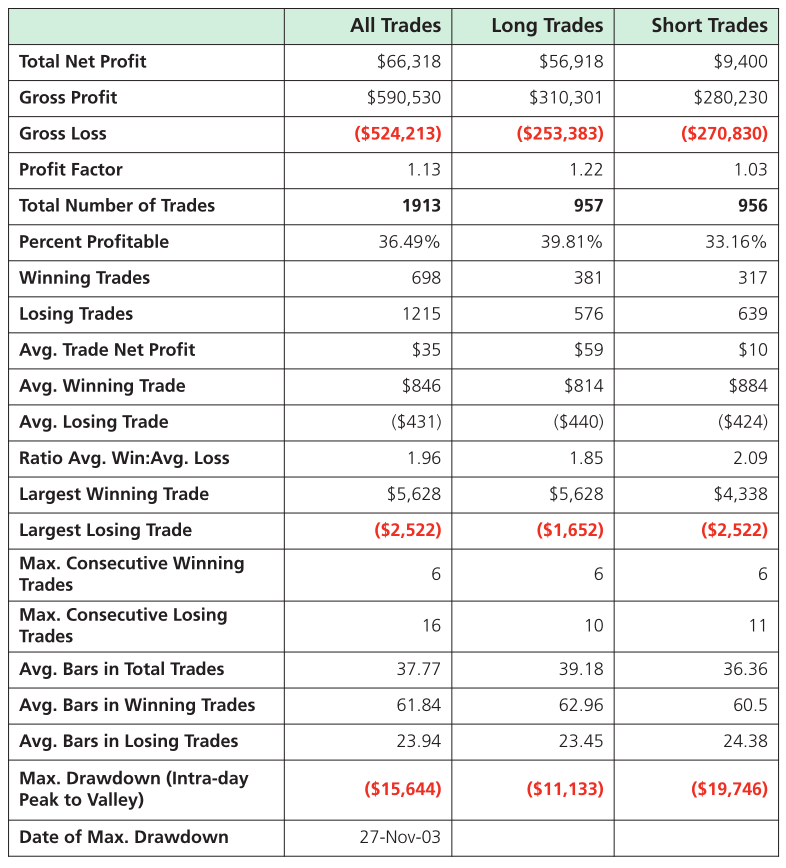 All Trades Long Trades Short Trades
Total Net Profit $66,318 $56,918 $9,400
Gross Profit $590,530 $310,301 $280,230
Gross Loss ($524,213) ($253,383) ($270,830)
Profit Factor 1.13 1.22 1.03
Total Number of Trades 1913 957 956
Percent Profitable 36.49% 39.81% 33.16%
Winning Trades 698 381 317
Losing Trades 1215 576 639
Avg. Trade Net Profit $35 $59 $10
Avg. Winning Trade $846 $814 $884
Avg. Losing Trade ($431) ($440) ($424)
Ratio Avg. Win:Avg. Loss 1.96 1.85 2.09
Largest Winning Trade $5,628 $5,628 $4,338
Largest Losing Trade ($2,522) ($1,652) ($2,522)
Max. Consecutive Winning
Trades 6 6 6
Max. Consecutive Losing
Trades 16 10 11
Avg. Bars in Total Trades 37.77 39.18 36.36
Avg. Bars in Winning Trades 61.84 62.96 60.5
Avg. Bars in Losing Trades 23.94 23.45 24.38
Max. Drawdown (Intra-day
Peak to Valley) ($15,644) ($11,133) ($19,746)
Date of Max. Drawdown 27-Nov-03